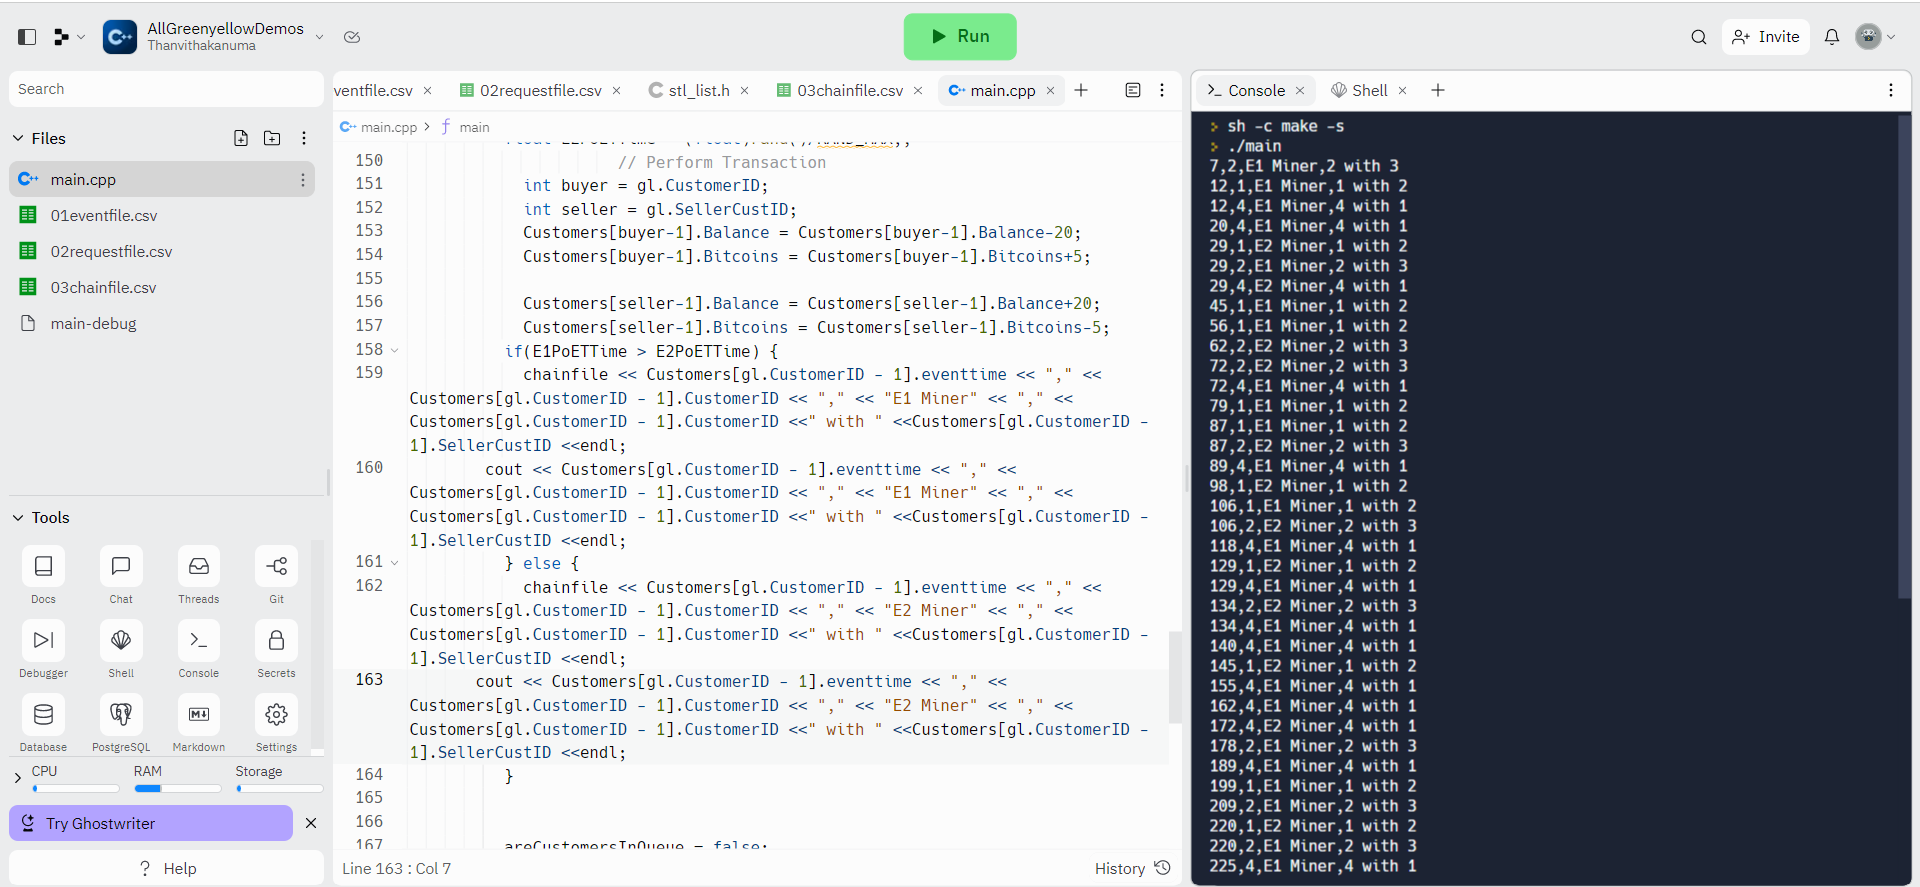 AllGreenyellowDemos
Thanvithakanuma
Run
Invite
Search
Files
main.cpp
01eventfile.csv
02requestfile.csv
03chainfile.csv
main-debug
Tools
Docs
Chat
Threads
Git
Debugger
Shell
Console
Secrets
Database
PostgreSQL
Markdown
Settings
CPU
RAM
Storage
Try Ghostwriter
? Help
ventfile.csv
02requestfile.csv
stl_list.h
03chainfile.csv
main.cpp
main.cpp > main
150 // Perform Transaction
151 int buyer = gl.CustomerID;
152 int seller = gl.SellerCustID;
153 Customers[buyer-1].Balance = Customers[buyer-1].Balance-20;
154 Customers[buyer-1].Bitcoins = Customers[buyer-1].Bitcoins+5;
155
156 Customers[seller-1].Balance = Customers[seller-1].Balance+20;
157 Customers[seller-1].Bitcoins = Customers[seller-1].Bitcoins-5;
158 if(E1PoETTime > E2PoETTime) {
159 chainfile << Customers[gl.CustomerID - 1].eventtime << "," <<
Customers[gl.CustomerID - 1].CustomerID << "," << "E1 Miner" << "," <<
Customers[gl.CustomerID - 1].CustomerID <<" with " <<Customers[gl.CustomerID -
1].SellerCustID <<endl;
160 cout << Customers[gl.CustomerID - 1].eventtime << "," <<
Customers[gl.CustomerID - 1].CustomerID << "," << "E1 Miner" << "," <<
Customers[gl.CustomerID - 1].CustomerID <<" with " <<Customers[gl.CustomerID -
1].SellerCustID <<endl;
161 } else {
162 chainfile << Customers[gl.CustomerID - 1].eventtime << "," <<
Customers[gl.CustomerID - 1].CustomerID << "," << "E2 Miner" << "," <<
Customers[gl.CustomerID - 1].CustomerID <<" with " <<Customers[gl.CustomerID -
1].SellerCustID <<endl;
163 cout << Customers[gl.CustomerID - 1].eventtime << "," <<
Customers[gl.CustomerID - 1].CustomerID << "," << "E2 Miner" << "," <<
Customers[gl.CustomerID - 1].CustomerID <<" with " <<Customers[gl.CustomerID -
1].SellerCustID <<endl;
164 }
165
166
167 areCustomersInQueue = false;
Line 163 : Col 7
History
Console
Shell
sh -c make -s
./main
7,2,E1 Miner,2 with 3
12,1,E1 Miner,1 with 2
12,4,E1 Miner,4 with 1
20,4,E1 Miner,4 with 1
29,1,E2 Miner,1 with 2
29,2,E1 Miner,2 with 3
29,4,E2 Miner,4 with 1
45,1,E1 Miner,1 with 2
56,1,E1 Miner,1 with 2
62,2,E2 Miner,2 with 3
72,2,E2 Miner,2 with 3
72,4,E1 Miner,4 with 1
79,1,E1 Miner,1 with 2
87,1,E1 Miner,1 with 2
87,2,E2 Miner,2 with 3
89,4,E1 Miner,4 with 1
98,1,E2 Miner,1 with 2
106,1,E1 Miner,1 with 2
106,2,E2 Miner,2 with 3
118,4,E1 Miner,4 with 1
129,1,E2 Miner,1 with 2
129,4,E1 Miner,4 with 1
134,2,E2 Miner,2 with 3
134,4,E1 Miner,4 with 1
140,4,E1 Miner,4 with 1
145,1,E2 Miner,1 with 2
155,4,E1 Miner,4 with 1
162,4,E1 Miner,4 with 1
172,4,E2 Miner,4 with 1
178,2,E1 Miner,2 with 3
189,4,E1 Miner,4 with 1
199,1,E1 Miner,1 with 2
209,2,E1 Miner,2 with 3
220,1,E2 Miner,1 with 2
220,2,E2 Miner,2 with 3
225,4,E1 Miner,4 with 1